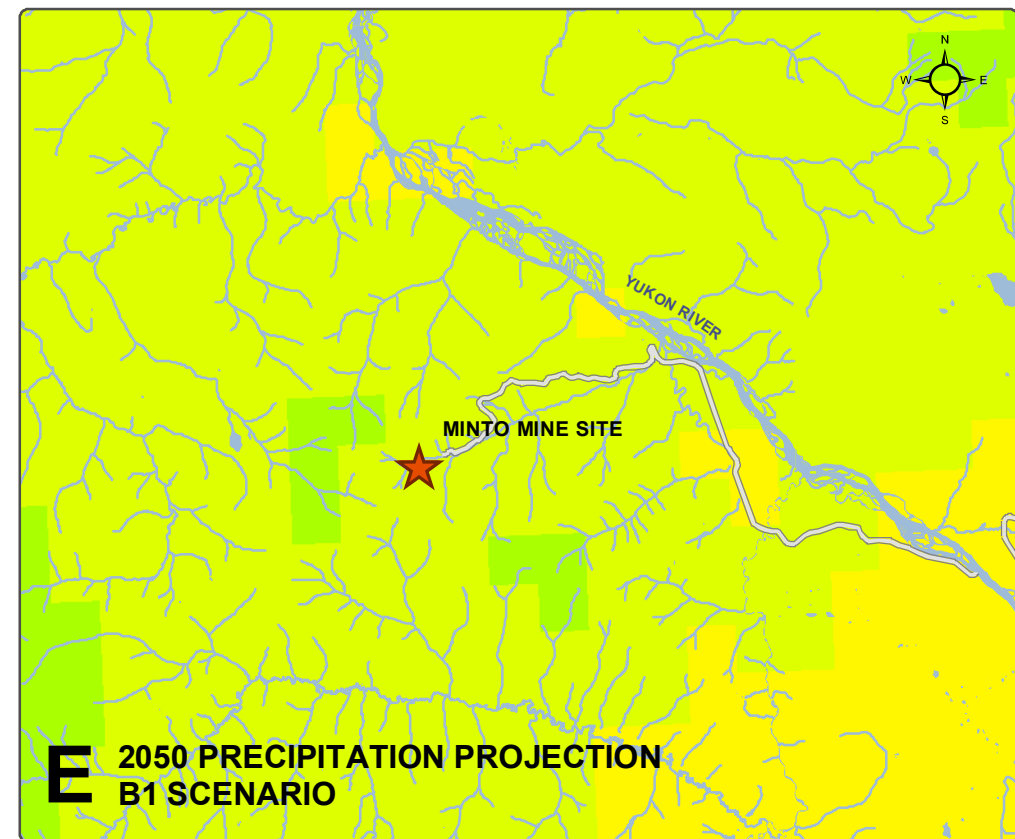 N
W E
S
YUKON RIVER
MINTO MINE SITE
E 2050 PRECIPITATION PROJECTION
B1 SCENARIO